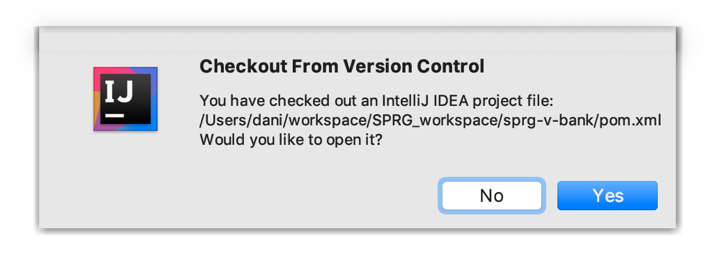 IJ
Checkout From Version Control
You have checked out an IntelliJ IDEA project file:
/Users/dani/workspace/SPRG_workspace/sprg-v-bank/pom.xml
Would you like to open it?
No
Yes